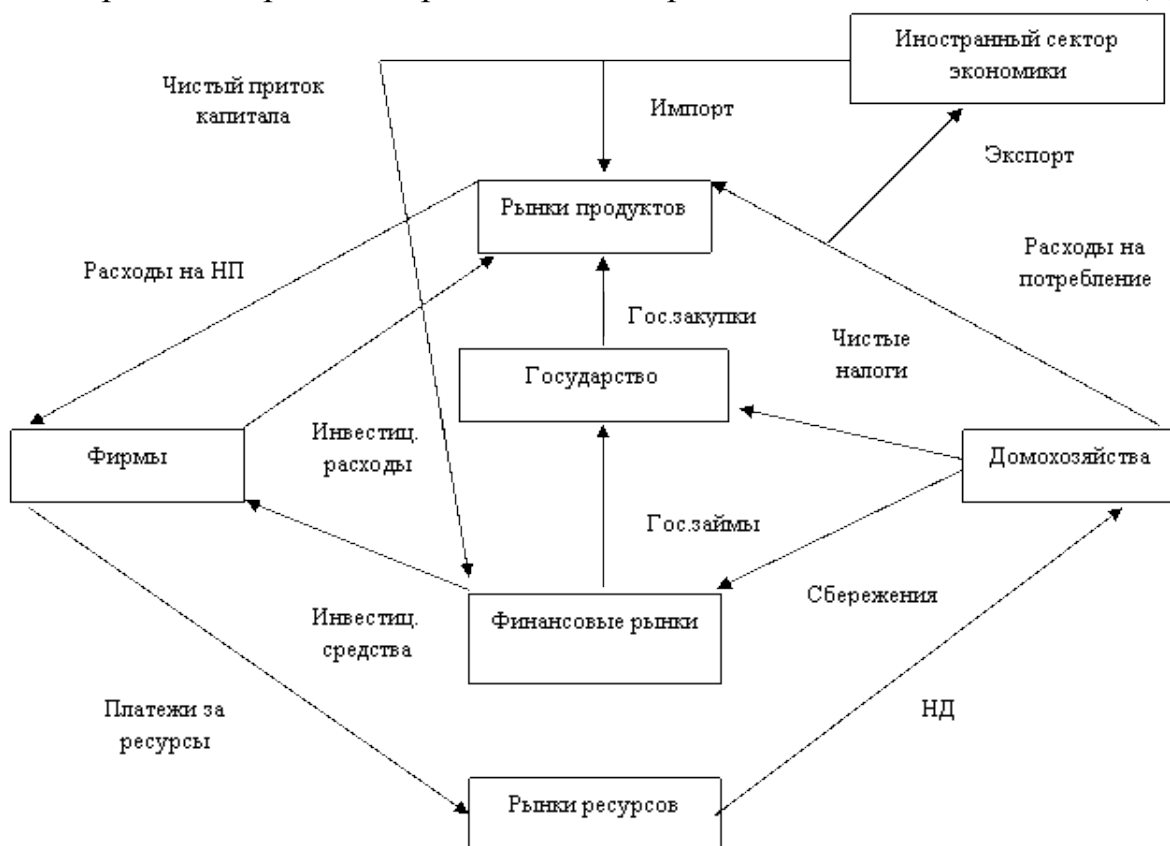 Иностранный сектор
экономики
Чистый приток
капитала
Импорт
Экспорт
Рынки продуктов
Расходы на НП
Расходы на
потребление
Гос.закупки
Чистые
налоги
Государство
Фирмы
Инвестиц.
расходы
Домохозяйства
Гос.займы
Сбережения
Инвестиц.
средства
Финансовые рынки
Платежи за
ресурсы
НД
Рынки ресурсов